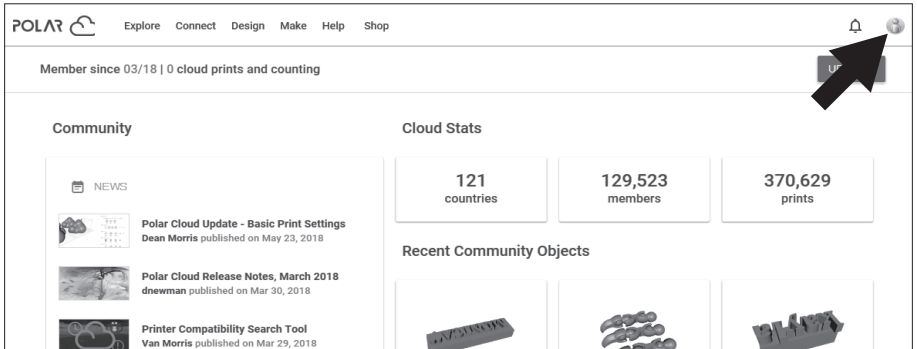 POLAR
Explore Connect Design Make Help Shop
Member since 03/18 | 0 cloud prints and counting
Community
NEWS
Polar Cloud Update - Basic Print Settings
Dean Morris published on May 23, 2018
Polar Cloud Release Notes, March 2018
dnewman published on Mar 30, 2018
Printer Compatibility Search Tool
Van Morris published on Mar 29, 2018
Cloud Stats
121
countries
129,523
members
370,629
prints
Recent Community Objects